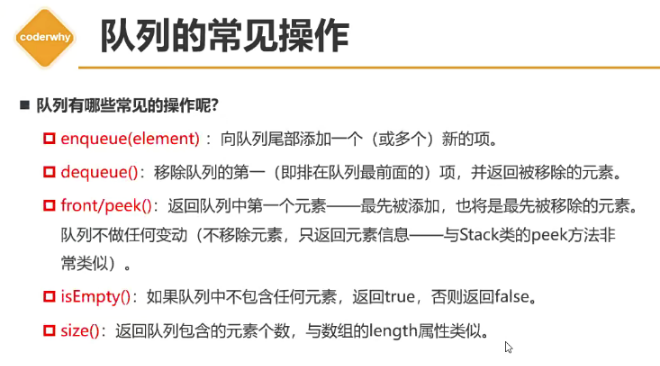 coderwhy
队列的常见操作
■ 队列有哪些常见的操作呢?
enqueue(element) ：向队列尾部添加一个（或多个）新的项。
dequeue()：移除队列的第一（即排在队列最前面的）项，并返回被移除的元素。
front/peek()：返回队列中第一个元素——最先被添加，也将是最先被移除的元素。
队列不做任何变动（不移除元素，只返回元素信息——与Stack类的peek方法非
常类似）。
isEmpty()：如果队列中不包含任何元素，返回true，否则返回false。
size()：返回队列包含的元素个数，与数组的length属性类似。